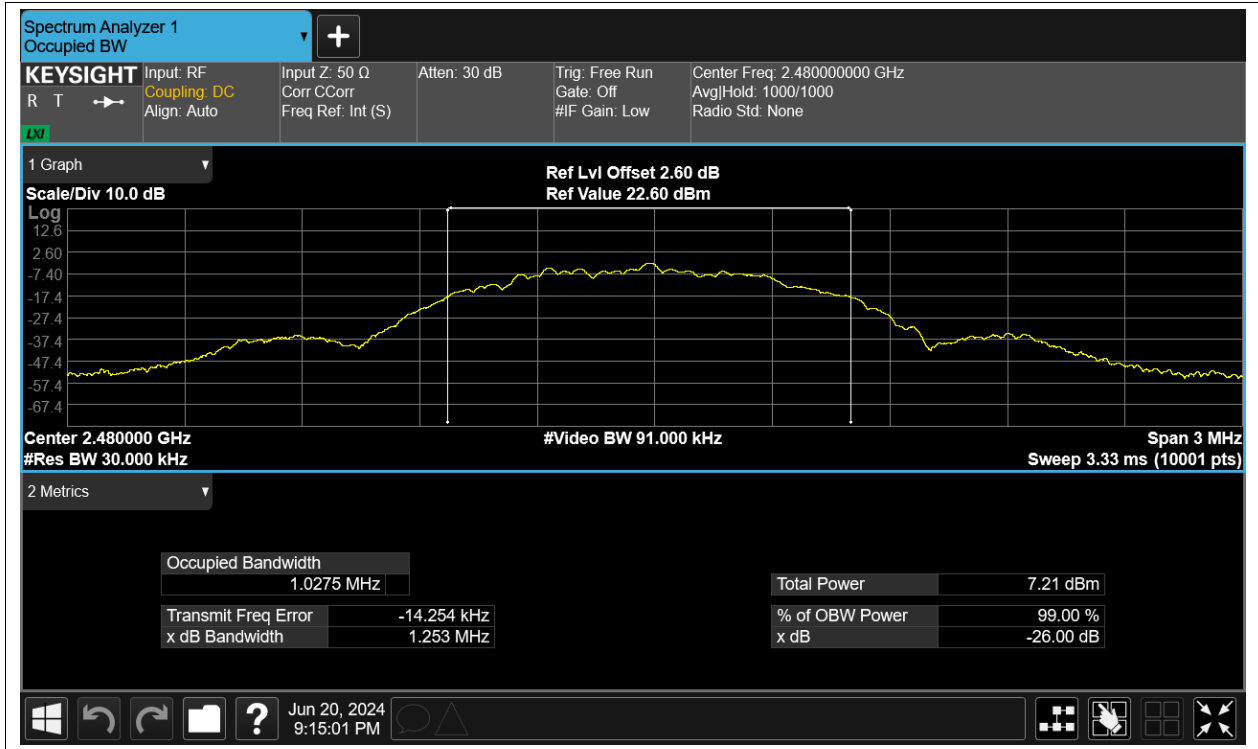 Spectrum Analyzer 1
Occupied BW
KEYSIGHT
R T
LXI
Input: RF
Coupling: DC
Align: Auto
Input Z: 50 Ω
Corr CCorr
Freq Ref: Int (S)
Atten: 30 dB
Trig: Free Run
Gate: Off
#IF Gain: Low
Center Freq: 2.480000000 GHz
Avg|Hold: 1000/1000
Radio Std: None
1 Graph
Scale/Div 10.0 dB
Ref Lvl Offset 2.60 dB
Ref Value 22.60 dBm
Log
12.6
2.60
-7.40
-17.4
-27.4
-37.4
-47.4
-57.4
-67.4
Center 2.480000 GHz
#Res BW 30.000 kHz
#Video BW 91.000 kHz
Span 3 MHz
Sweep 3.33 ms (10001 pts)
2 Metrics
Occupied Bandwidth
1.0275 MHz
Transmit Freq Error -14.254 kHz
x dB Bandwidth 1.253 MHz
Total Power 7.21 dBm
% of OBW Power 99.00 %
x dB -26.00 dB
?
Jun 20, 2024
9:15:01 PM